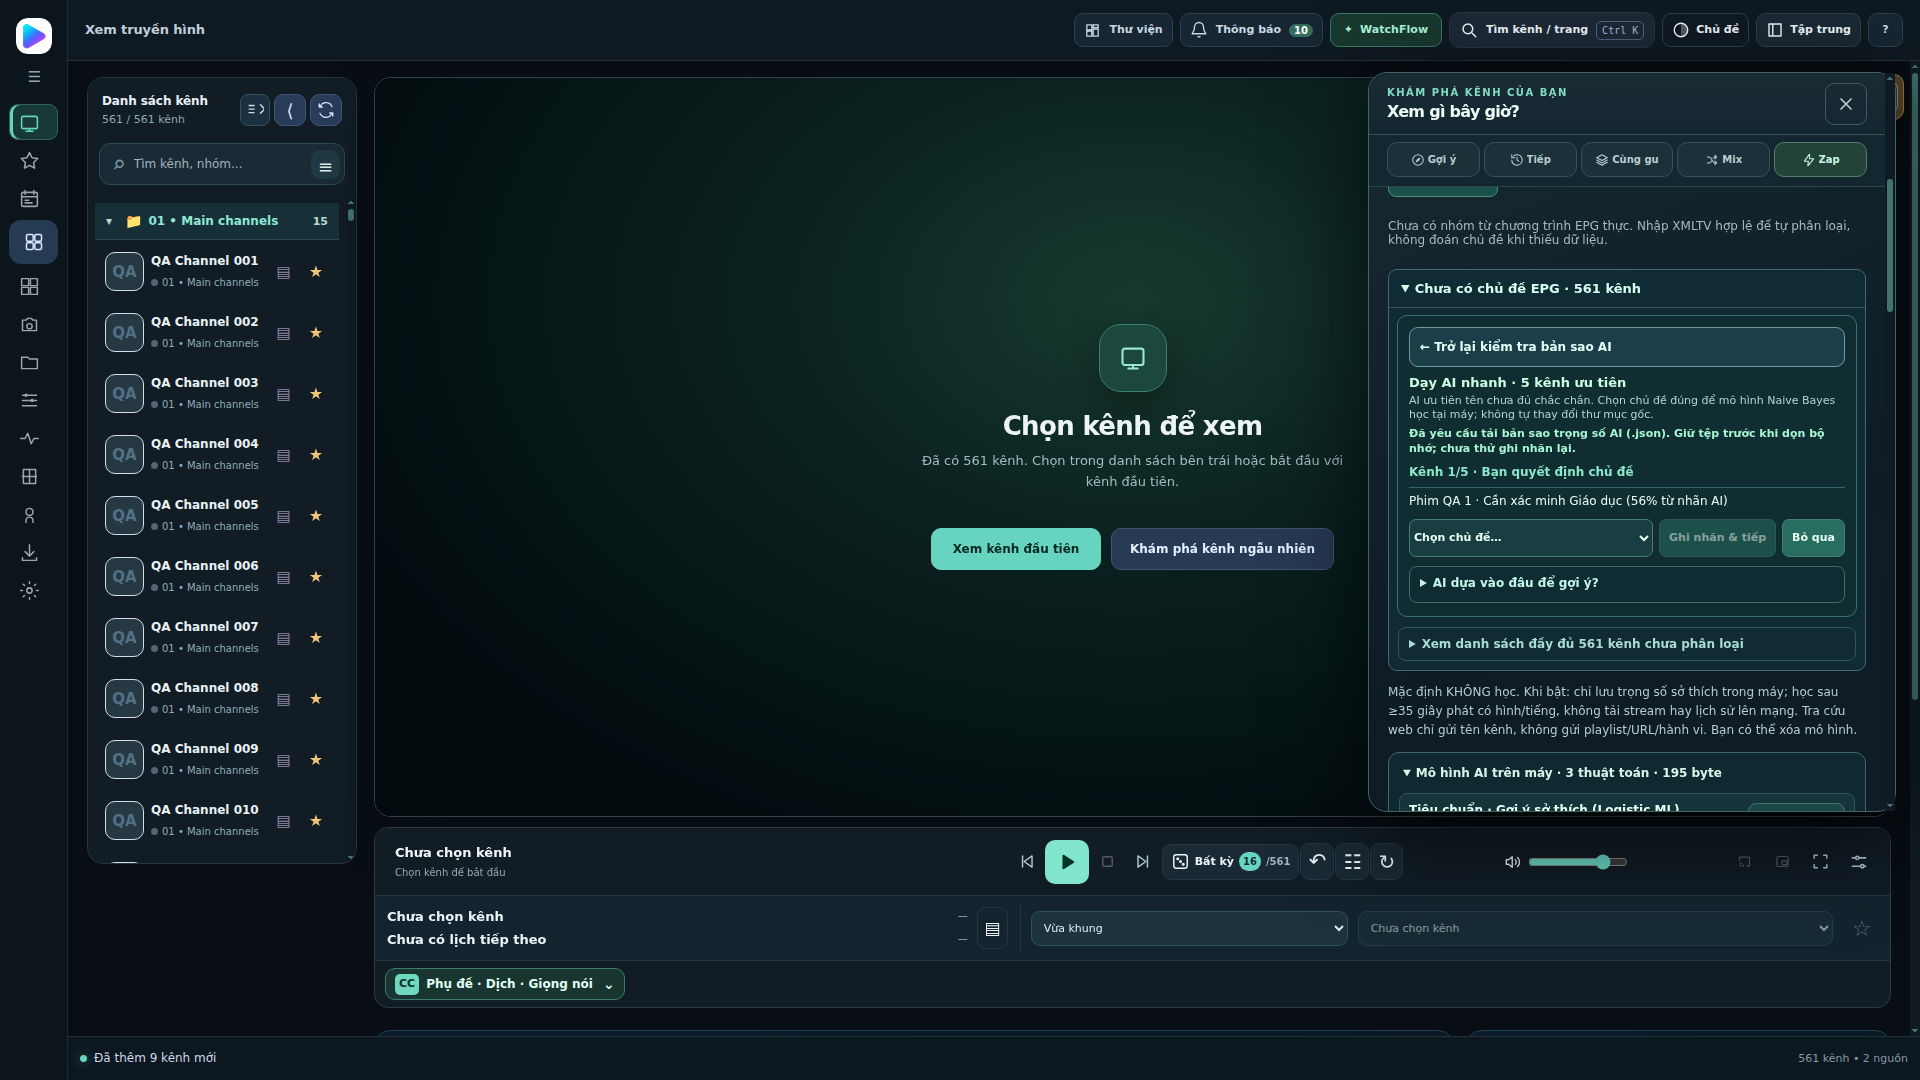 Xem truyền hình
Thư viện
Thông báo 10
WatchFlow
Tìm kênh / trang Ctrl K
Chủ đề
Tập trung
?
Danh sách kênh
561 / 561 kênh
Tìm kênh, nhóm...
01 • Main channels 15
QA QA Channel 001
01 • Main channels
QA QA Channel 002
01 • Main channels
QA QA Channel 003
01 • Main channels
QA QA Channel 004
01 • Main channels
QA QA Channel 005
01 • Main channels
QA QA Channel 006
01 • Main channels
QA QA Channel 007
01 • Main channels
QA QA Channel 008
01 • Main channels
QA QA Channel 009
01 • Main channels
QA QA Channel 010
01 • Main channels
Chọn kênh để xem
Đã có 561 kênh. Chọn trong danh sách bên trái hoặc bắt đầu với
kênh đầu tiên.
Xem kênh đầu tiên
Khám phá kênh ngẫu nhiên
KHÁM PHÁ KÊNH CỦA BẠN
Xem gì bây giờ?
Gợi ý
Tiếp
Cùng gu
Mix
Zap
Chưa có nhóm từ chương trình EPG thực. Nhập XMLTV hợp lệ để tự phân loại,
không đoán chủ đề khi thiếu dữ liệu.
▼ Chưa có chủ đề EPG · 561 kênh
← Trở lại kiểm tra bản sao AI
Dạy AI nhanh · 5 kênh ưu tiên
AI ưu tiên tên chưa đủ chắc chắn. Chọn chủ đề đúng để mô hình Naive Bayes
học tại máy; không tự thay đổi thư mục gốc.
Đã yêu cầu tải bản sao trọng số AI (.json). Giữ tệp trước khi dọn bộ
nhớ; chưa thử ghi nhãn lại.
Kênh 1/5 · Bạn quyết định chủ đề
Phim QA 1 · Cần xác minh Giáo dục (56% từ nhãn AI)
Chọn chủ đề...
Ghi nhãn & tiếp
Bỏ qua
▶ AI dựa vào đâu để gợi ý?
▶ Xem danh sách đầy đủ 561 kênh chưa phân loại
Mặc định KHÔNG học. Khi bật: chỉ lưu trọng số sở thích trong máy; học sau
≥35 giây phát có hình/tiếng, không tải stream hay lịch sử lên mạng. Tra cứu
web chỉ gửi tên kênh, không gửi playlist/URL/hành vi. Bạn có thể xóa mô hình.
▼ Mô hình AI trên máy · 3 thuật toán · 195 byte
Tiêu chuẩn · Gợi ý sở thích (Logistic ML)
Chưa chọn kênh
Chọn kênh để bắt đầu
Bất kỳ 16 /561
Chưa chọn kênh —
Chưa có lịch tiếp theo —
Vừa khung
Chưa chọn kênh
CC Phụ đề · Dịch · Giọng nói
Đã thêm 9 kênh mới
561 kênh • 2 nguồn